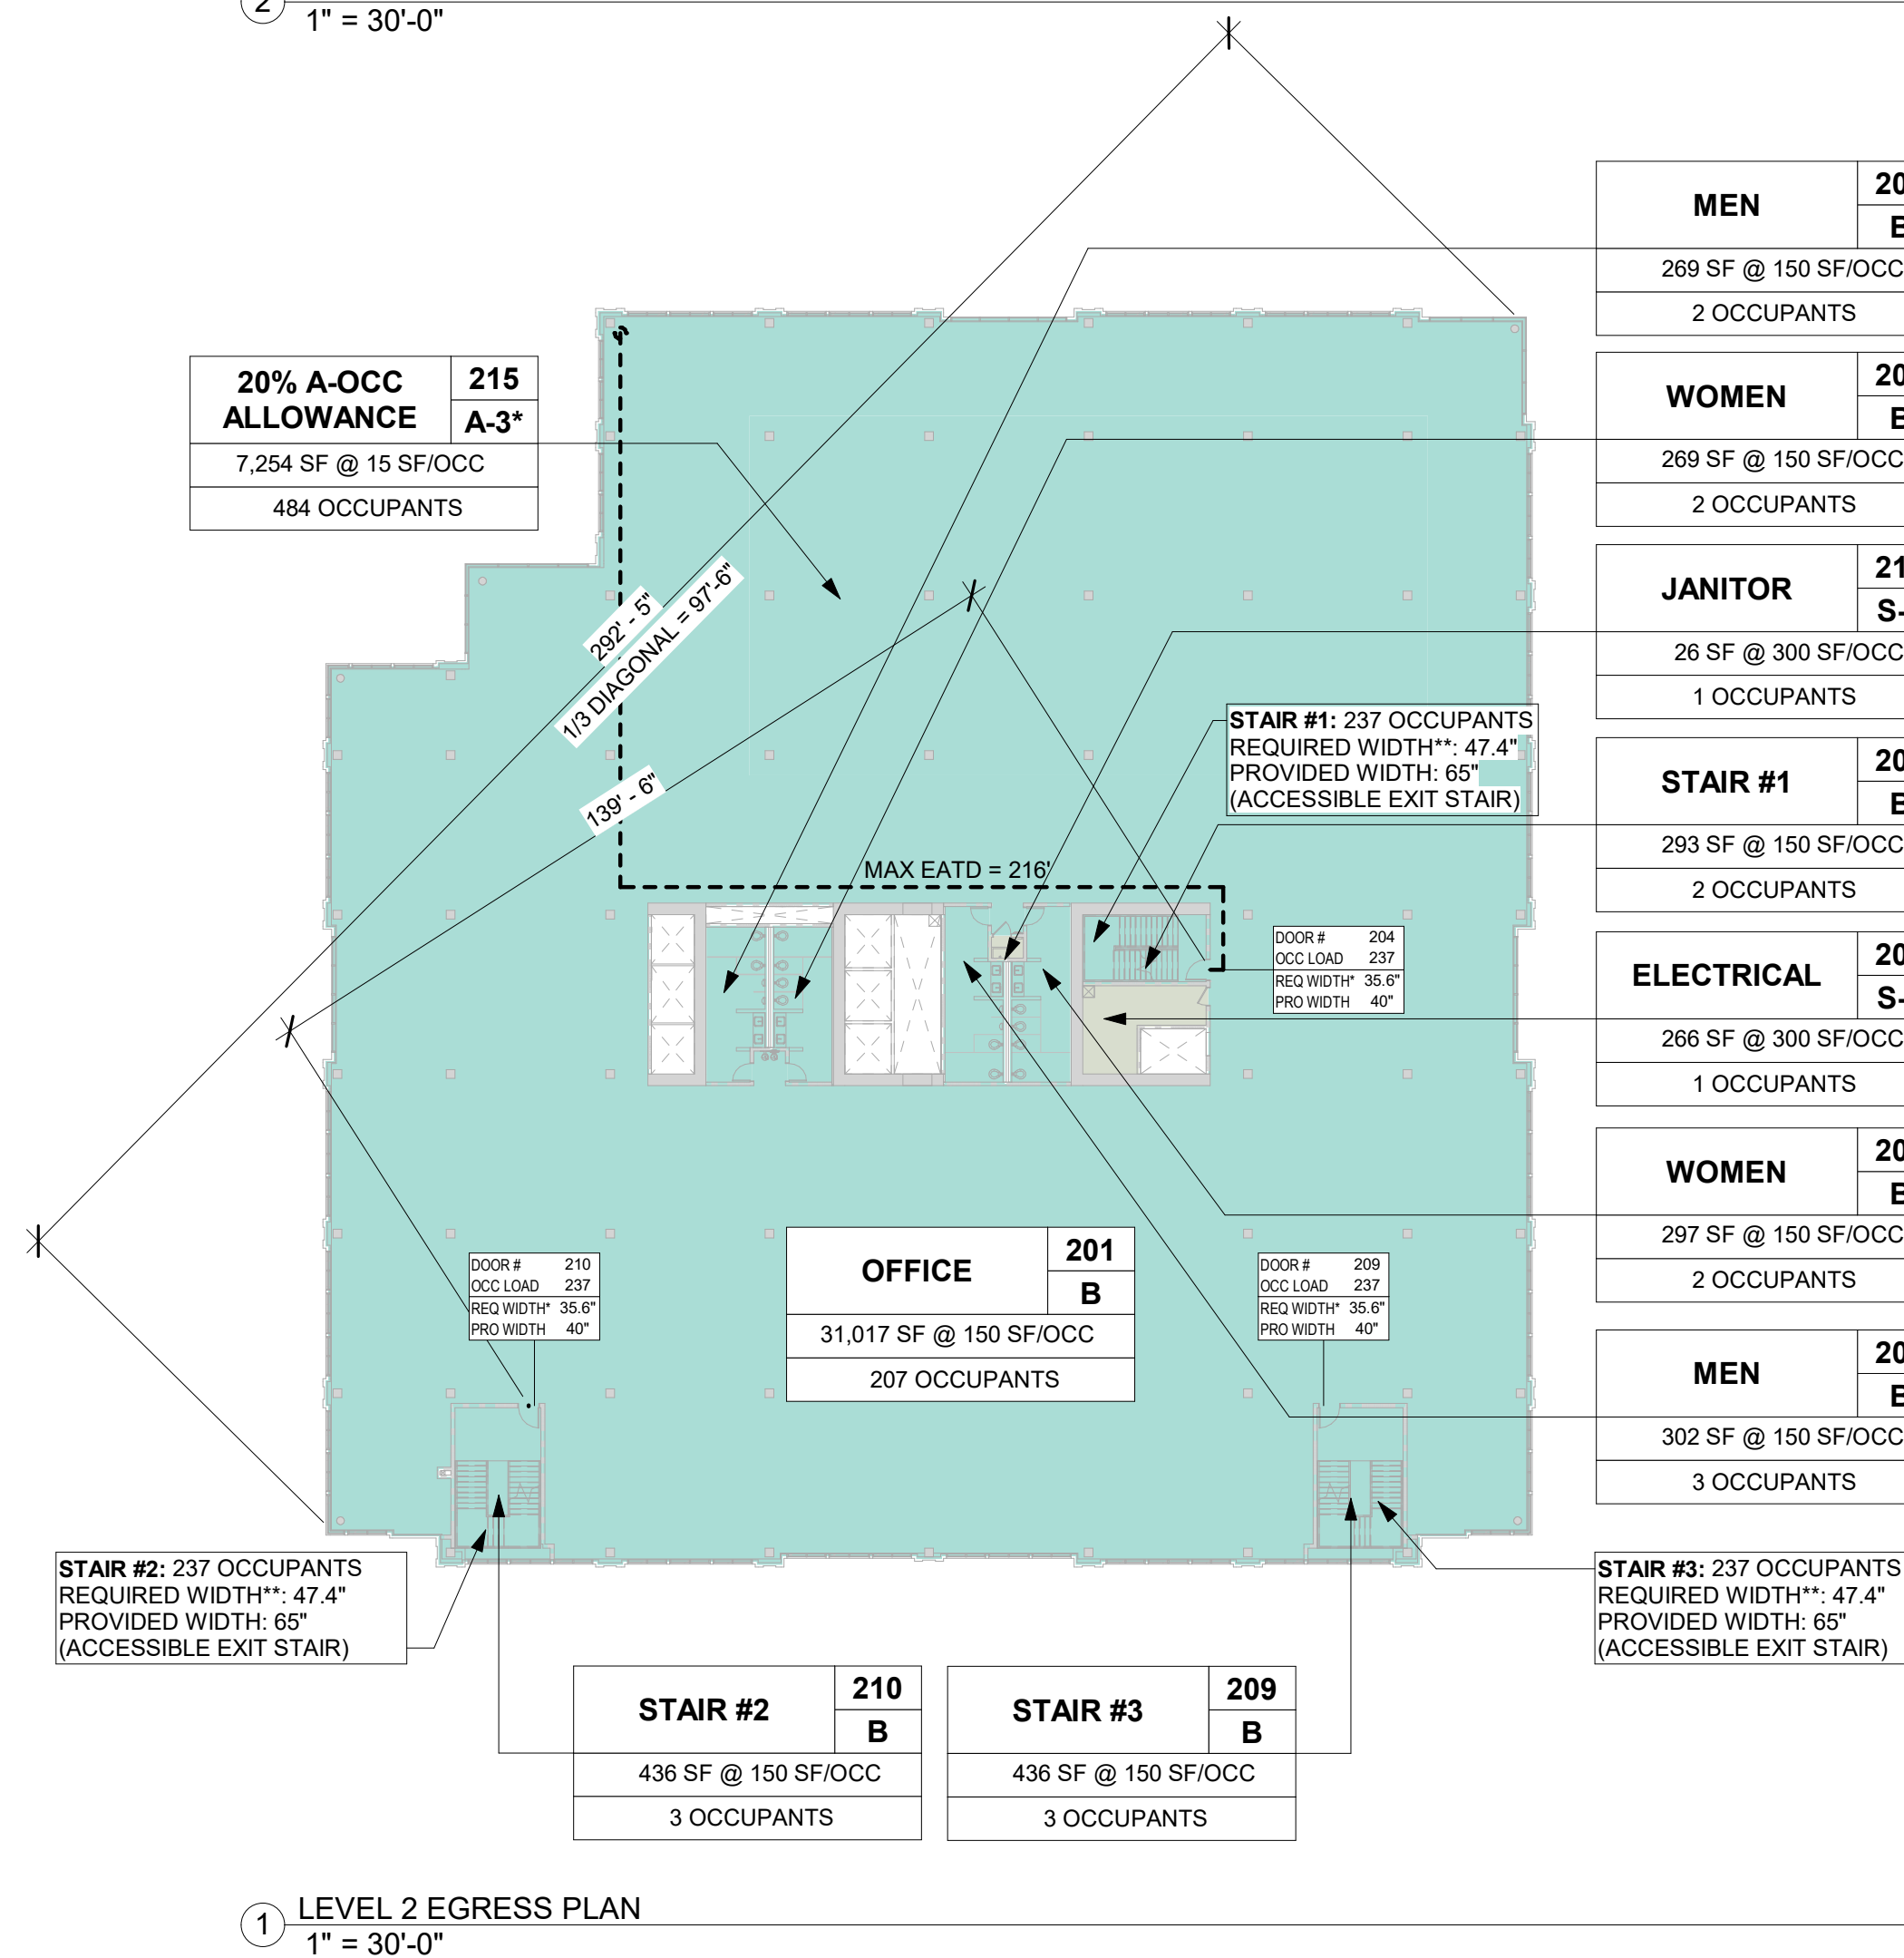 2
1" = 30'-0"
MEN
B
269 SF @ 150 SF/OCC
2 OCCUPANTS
20% A-OCC
ALLOWANCE
215
A-3*
7,254 SF @ 15 SF/OCC
484 OCCUPANTS
WOMEN
B
269 SF @ 150 SF/OCC
2 OCCUPANTS
JANITOR
26 SF @ 300 SF/OCC
1 OCCUPANTS
292' - 5"
1/3 DIAGONAL = 97'-6"
139' - 6"
STAIR #1: 237 OCCUPANTS
REQUIRED WIDTH**: 47.4"
PROVIDED WIDTH: 65"
(ACCESSIBLE EXIT STAIR)
STAIR #1
B
293 SF @ 150 SF/OCC
2 OCCUPANTS
MAX EATD = 216'
DOOR # 204
OCC LOAD 237
REQ WIDTH* 35.6"
PRO WIDTH 40"
ELECTRICAL
266 SF @ 300 SF/OCC
1 OCCUPANTS
WOMEN
B
297 SF @ 150 SF/OCC
2 OCCUPANTS
DOOR # 210
OCC LOAD 237
REQ WIDTH* 35.6"
PRO WIDTH 40"
OFFICE
201
B
31,017 SF @ 150 SF/OCC
207 OCCUPANTS
DOOR # 209
OCC LOAD 237
REQ WIDTH* 35.6"
PRO WIDTH 40"
MEN
B
302 SF @ 150 SF/OCC
3 OCCUPANTS
STAIR #2: 237 OCCUPANTS
REQUIRED WIDTH**: 47.4"
PROVIDED WIDTH: 65"
(ACCESSIBLE EXIT STAIR)
STAIR #3: 237 OCCUPANTS
REQUIRED WIDTH**: 47.4"
PROVIDED WIDTH: 65"
(ACCESSIBLE EXIT STAIR)
STAIR #2
210
B
436 SF @ 150 SF/OCC
3 OCCUPANTS
STAIR #3
209
B
436 SF @ 150 SF/OCC
3 OCCUPANTS
1
LEVEL 2 EGRESS PLAN
1" = 30'-0"